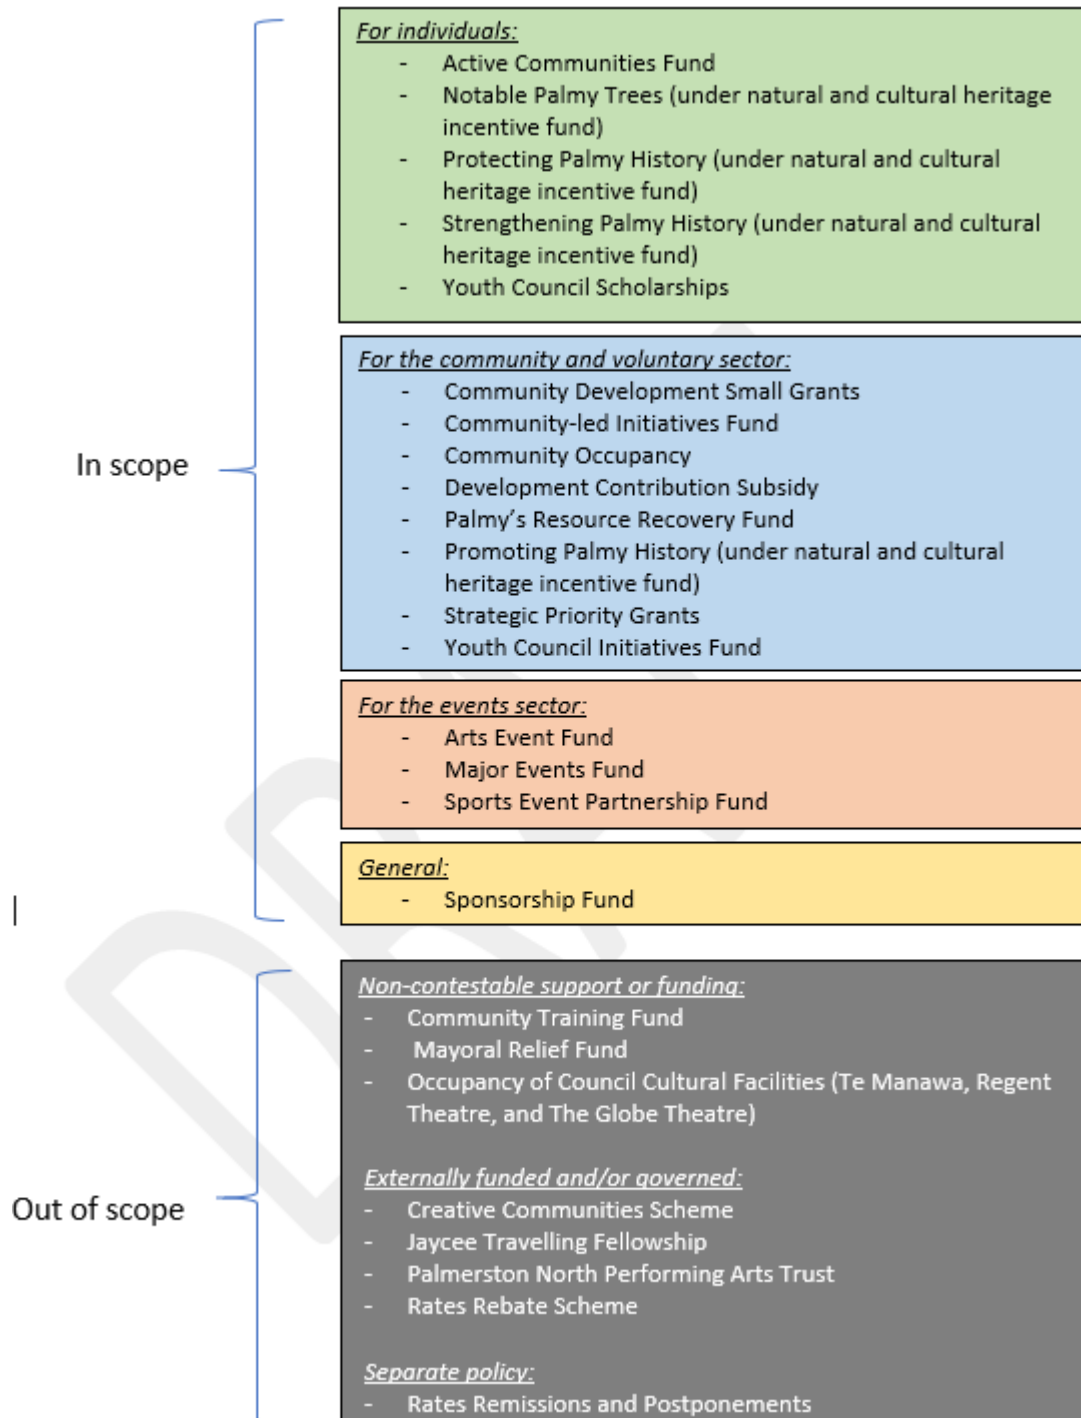 For individuals:
- Active Communities Fund
- Notable Palmy Trees (under natural and cultural heritage
incentive fund)
- Protecting Palmy History (under natural and cultural
heritage incentive fund)
- Strengthening Palmy History (under natural and cultural
heritage incentive fund)
- Youth Council Scholarships
In scope
For the community and voluntary sector:
- Community Development Small Grants
- Community-led Initiatives Fund
- Community Occupancy
- Development Contribution Subsidy
- Palmy’s Resource Recovery Fund
- Promoting Palmy History (under natural and cultural
heritage incentive fund)
- Strategic Priority Grants
- Youth Council Initiatives Fund
For the events sector:
- Arts Event Fund
- Major Events Fund
- Sports Event Partnership Fund
General:
- Sponsorship Fund
Out of scope
Non-contestable support or funding:
- Community Training Fund
- Mayoral Relief Fund
- Occupancy of Council Cultural Facilities (Te Manawa, Regent
Theatre, and The Globe Theatre)
Externally funded and/or governed:
- Creative Communities Scheme
- Jaycee Travelling Fellowship
- Palmerston North Performing Arts Trust
- Rates Rebate Scheme
Separate policy:
- Rates Remissions and Postponements